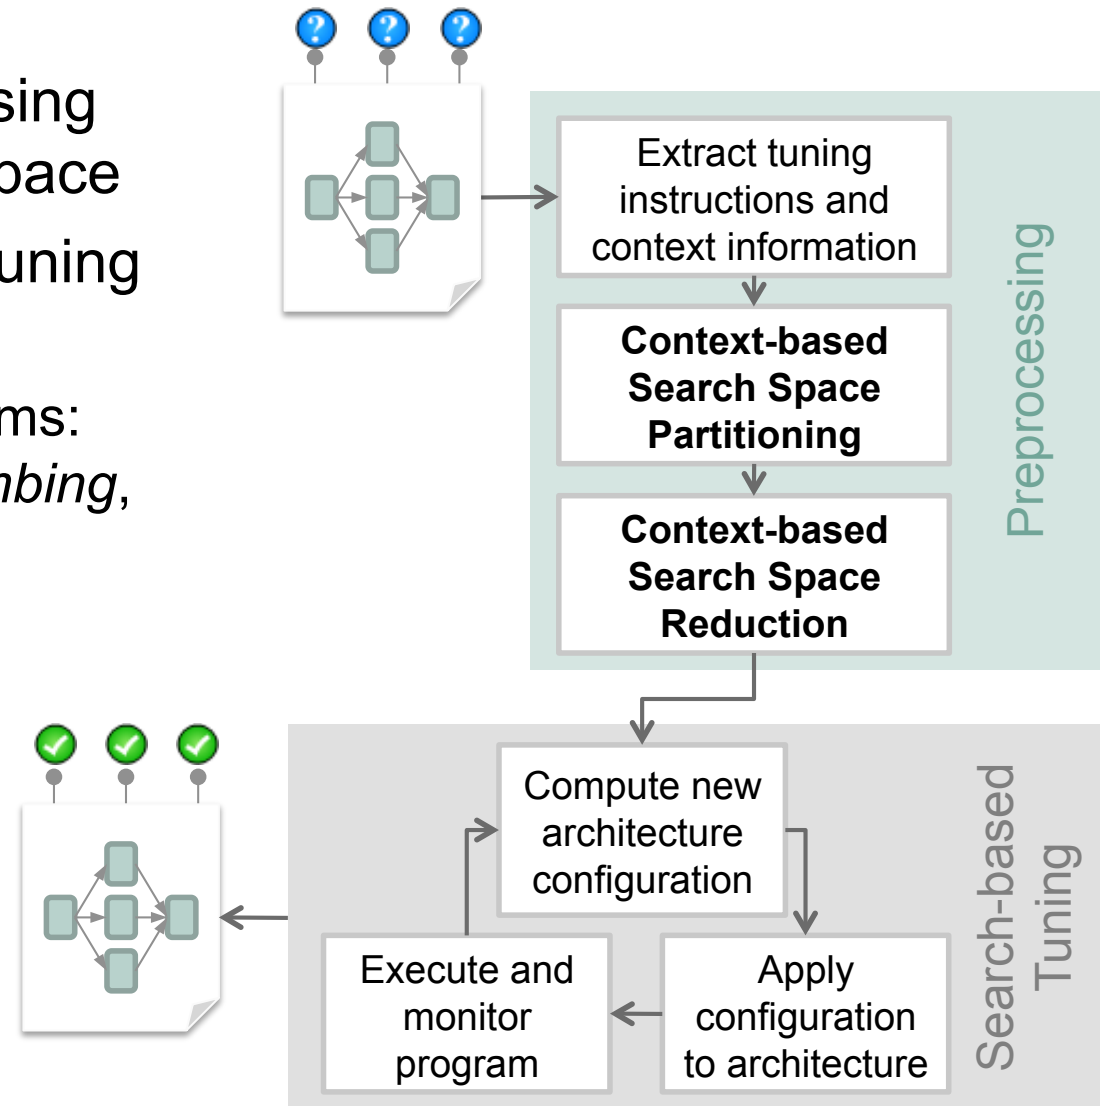 sing
pace
uning
ms:
mbing,
Extract tuning
instructions and
context information
Context-based
Search Space
Partitioning
Context-based
Search Space
Reduction
Preprocessing
Compute new
architecture
configuration
Execute and
monitor
program
Apply
configuration
to architecture
Search-based
Tuning